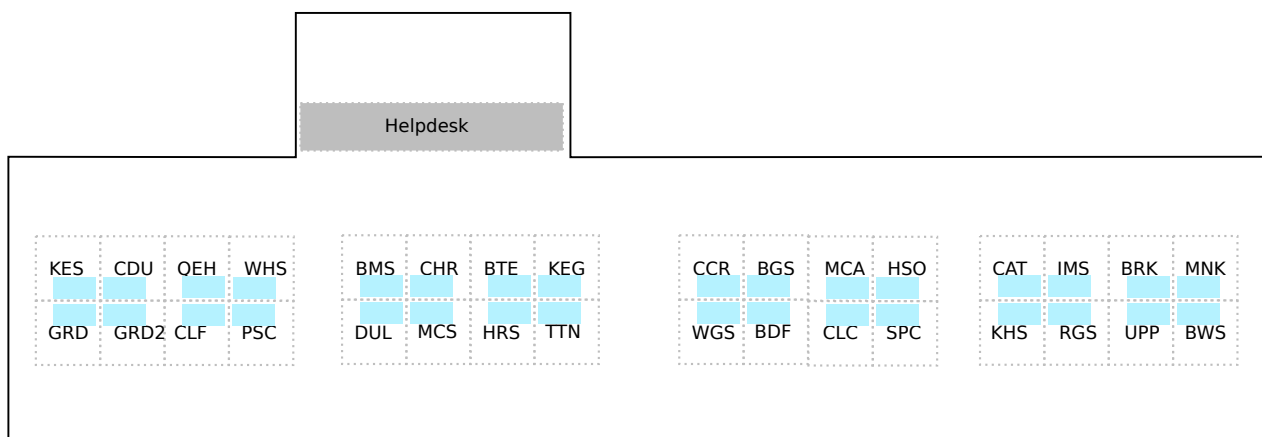 Helpdesk
KES CDU QEH WHS BMS CHR BTE KEG CCR BGS MCA HSO CAT IMS BRK MNK
GRD GRD2 CLF PSC DUL MCS HRS TTN WGS BDF CLC SPC KHS RGS UPP BWS